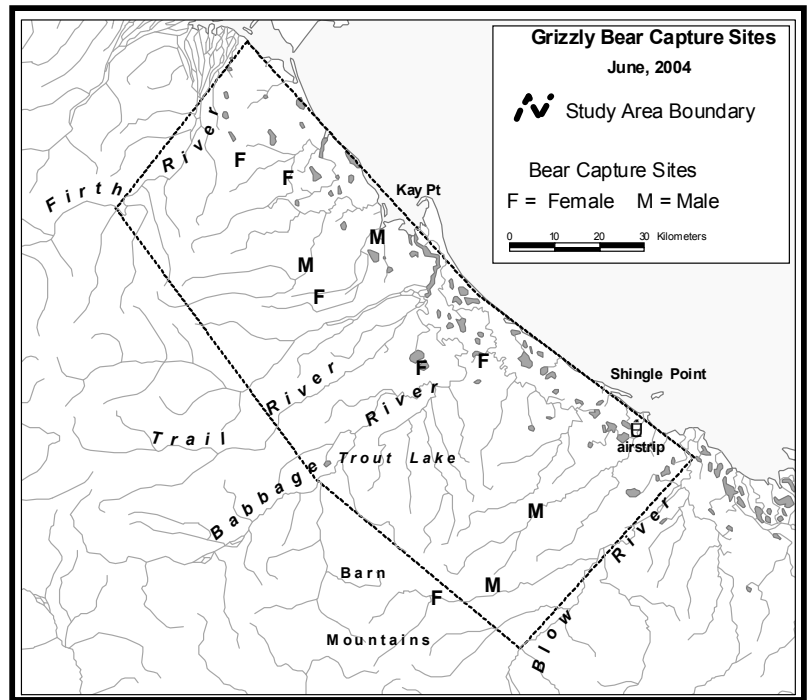 Grizzly Bear Capture Sites
June, 2004
Study Area Boundary
Bear Capture Sites
F = Female M = Male
0 10 20 30 Kilometers
Firth River
F
F
Kay Pt
M
M
F
F
F
Shingle Point
Trail River
Babbage River
Trout Lake
airstrip
M
Barn
M
F
Mountains
Blow River